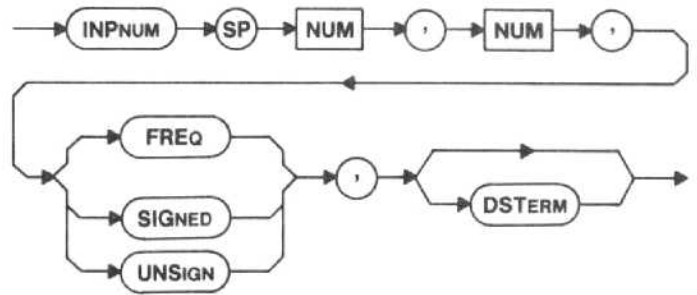 INPNUM SP NUM , NUM ,
FREQ
SIGNED
UNSIGN
,
DSTERM